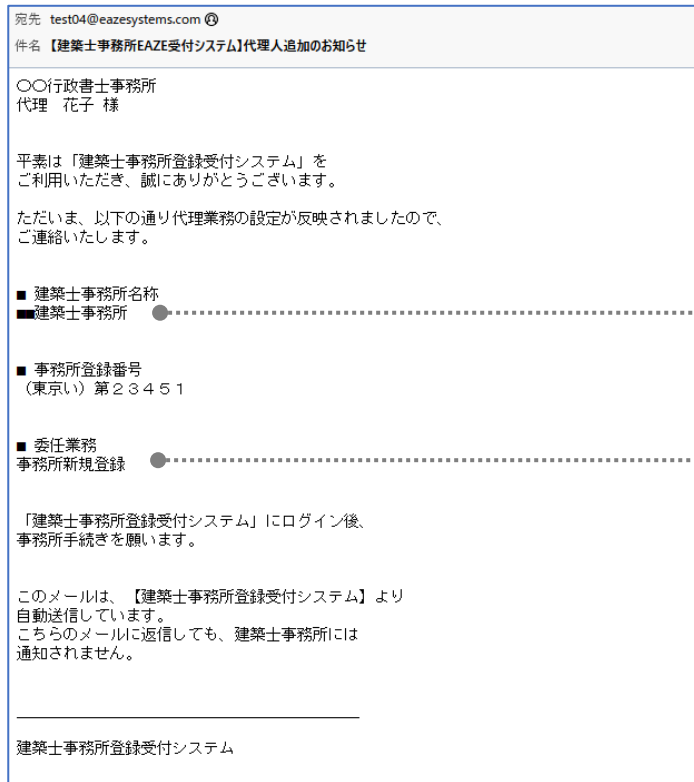 宛先 test04@eazesystems.com
件名 【建築士事務所EAZE受付システム】代理人追加のお知らせ
〇〇行政書士事務所
代理 花子 様
平素は「建築士事務所登録受付システム」を
ご利用いただき、誠にありがとうございます。
ただいま、以下の通り代理業務の設定が反映されましたので、
ご連絡いたします。
■ 建築士事務所名称
■■建築士事務所
■ 事務所登録番号
（東京い）第２３４５１
■ 委任業務
事務所新規登録
「建築士事務所登録受付システム」にログイン後、
事務所手続きを願います。
このメールは、【建築士事務所登録受付システム】より
自動送信しています。
こちらのメールに返信しても、建築士事務所には
通知されません。
建築士事務所登録受付システム